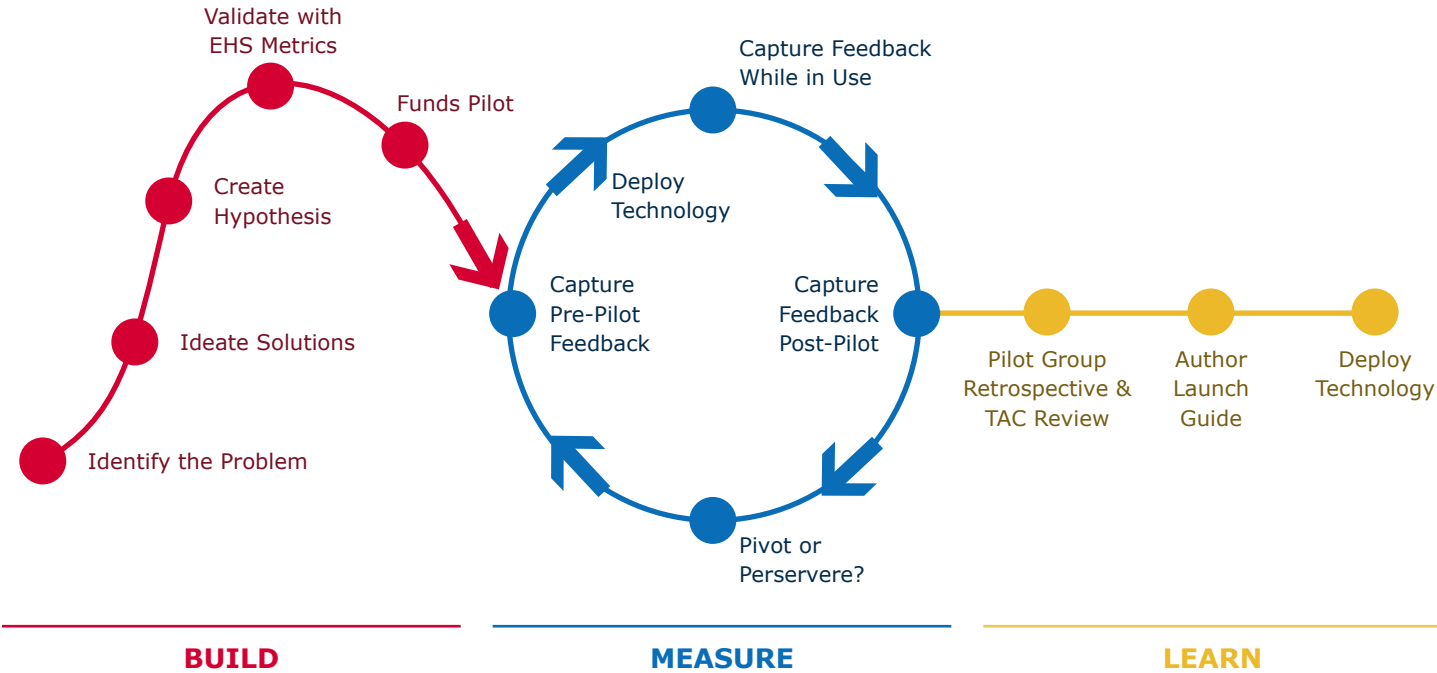 Validate with
EHS Metrics
Funds Pilot
Create
Hypothesis
Ideate Solutions
Identify the Problem
Capture Feedback
While in Use
Deploy
Technology
Capture
Pre-Pilot
Feedback
Capture
Feedback
Post-Pilot
Pivot or
Perservere?
Pilot Group
Retrospective &
TAC Review
Author
Launch
Guide
Deploy
Technology
BUILD
MEASURE
LEARN